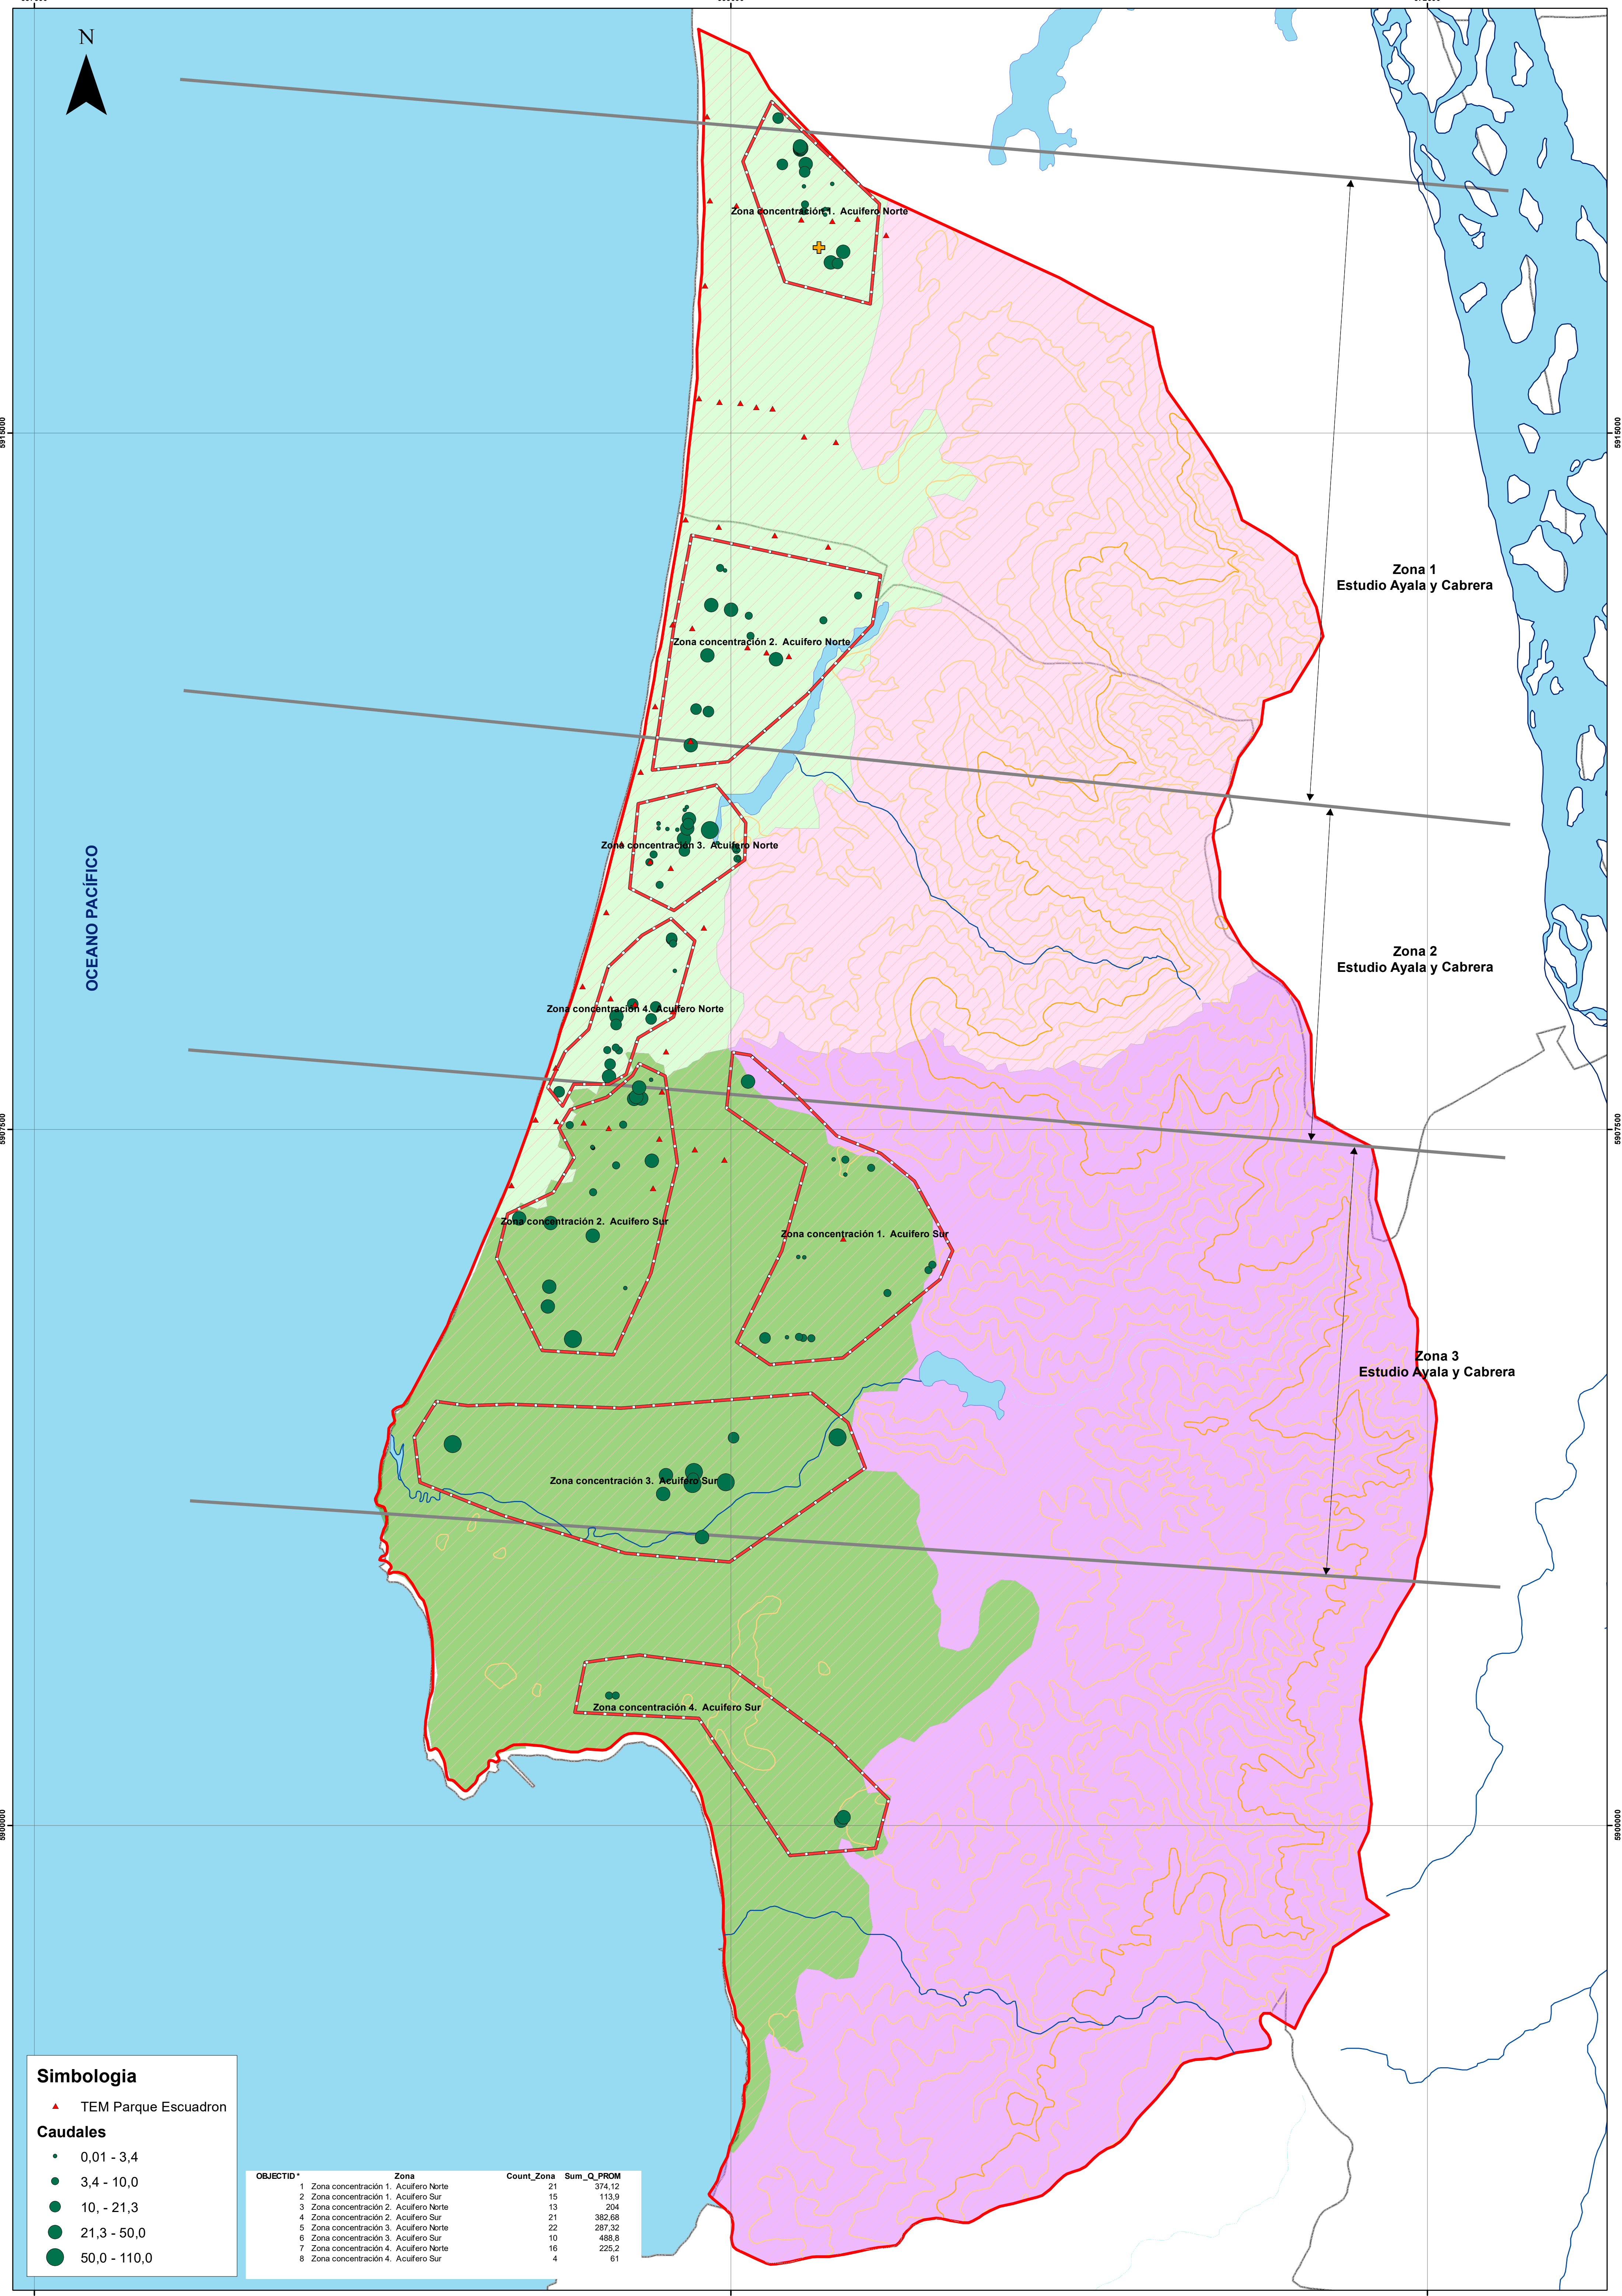 N
Zona concentración 1. Acuifero Norte
5915000
5915000
Zona 1
Estudio Ayala y Cabrera
Zona concentración 2. Acuifero Norte
Zona concentración 3. Acuifero Norte
OCEANO PACÍFICO
Zona 2
Estudio Ayala y Cabrera
Zona concentración 4. Acuifero Norte
5907500
5907500
Zona concentración 2. Acuifero Sur
Zona concentración 1. Acuifero Sur
Zona 3
Estudio Ayala y Cabrera
Zona concentración 3. Acuifero Sur
Zona concentración 4. Acuifero Sur
5900000
5900000
Simbologia
TEM Parque Escuadron
Caudales
0,01 - 3,4
3,4 - 10,0
10, - 21,3
21,3 - 50,0
50,0 - 110,0
OBJECTID * Zona Count_Zona Sum_Q_PROM
1 Zona concentración 1. Acuifero Norte 21 374,12
2 Zona concentración 1. Acuifero Sur 15 113,9
3 Zona concentración 2. Acuifero Norte 13 204
4 Zona concentración 2. Acuifero Sur 21 382,68
5 Zona concentración 3. Acuifero Norte 22 287,32
6 Zona concentración 3. Acuifero Sur 10 488,8
7 Zona concentración 4. Acuifero Norte 16 225,2
8 Zona concentración 4. Acuifero Sur 4 61